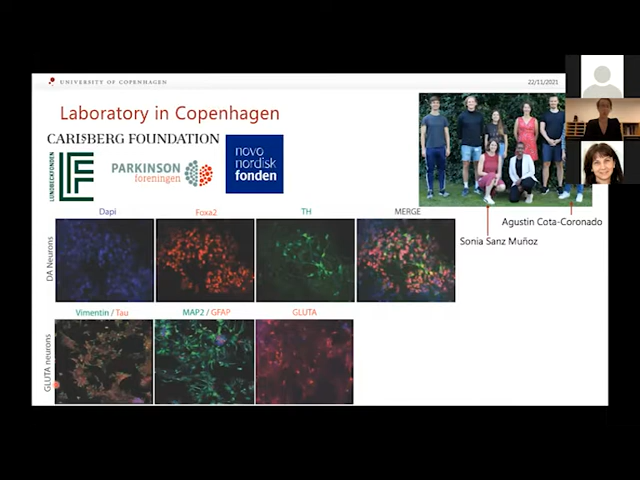 UNIVERSITY OF COPENHAGEN
22/11/2021
Laboratory in Copenhagen
CARLSBERG FOUNDATION
LUNDBECKFONDEN
PARKINSON
foreningen
novo
nordisk
fonden
Agustin Cota-Coronado
Sonia Sanz Muñoz
Dapi
Foxa2
TH
MERGE
DA Neurons
Vimentin / Tau
MAP2 / GFAP
GLUTA
GLUTA neurons